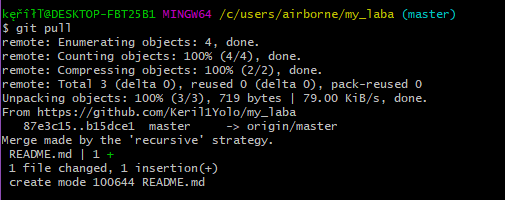 kęřiłl@DESKTOP-FBT25B1 MINGW64 /c/users/airborne/my_laba (master)
$ git pull
remote: Enumerating objects: 4, done.
remote: Counting objects: 100% (4/4), done.
remote: Compressing objects: 100% (2/2), done.
remote: Total 3 (delta 0), reused 0 (delta 0), pack-reused 0
Unpacking objects: 100% (3/3), 719 bytes | 79.00 KiB/s, done.
From https://github.com/Keril1Yolo/my_laba
   87e3c15..b15dce1  master     -> origin/master
Merge made by the 'recursive' strategy.
 README.md | 1 +
 1 file changed, 1 insertion(+)
 create mode 100644 README.md